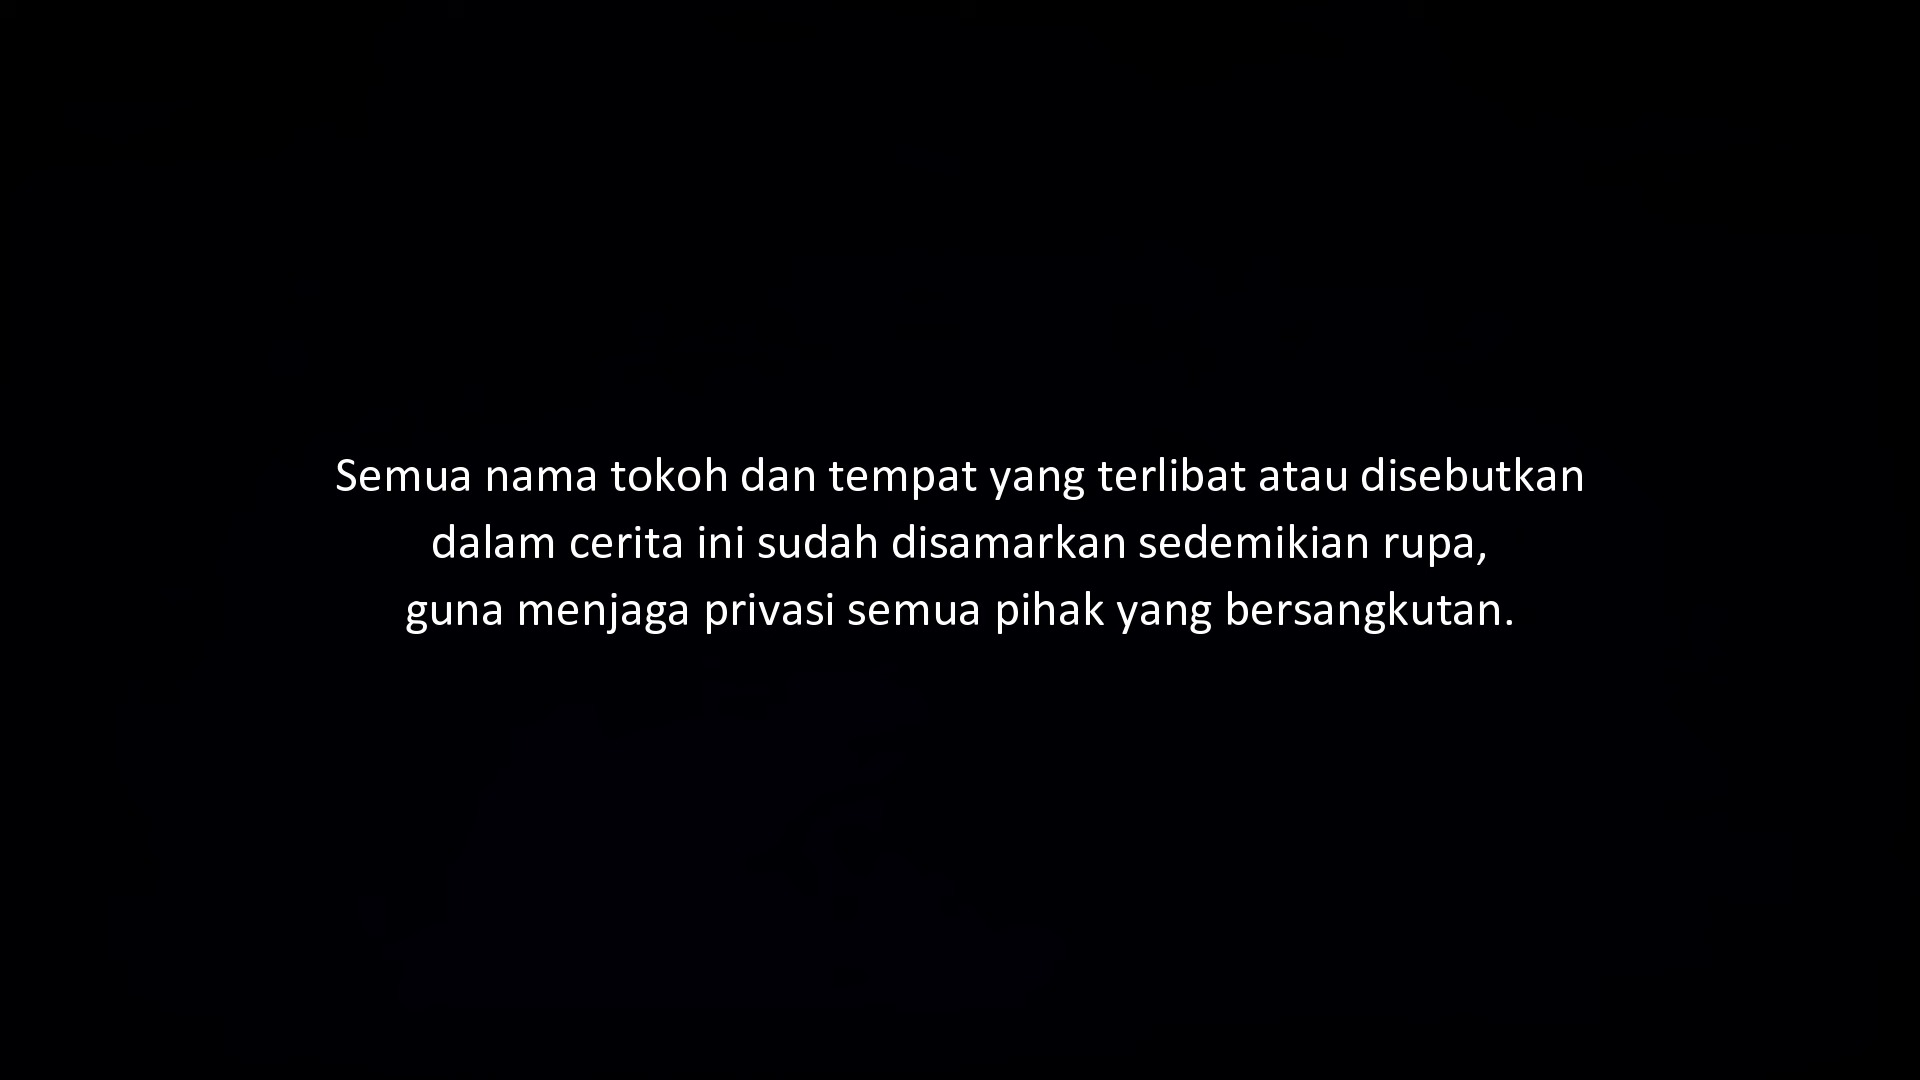 Semua nama tokoh dan tempat yang terlibat atau disebutkan
dalam cerita ini sudah disamarkan sedemikian rupa,
guna menjaga privasi semua pihak yang bersangkutan.